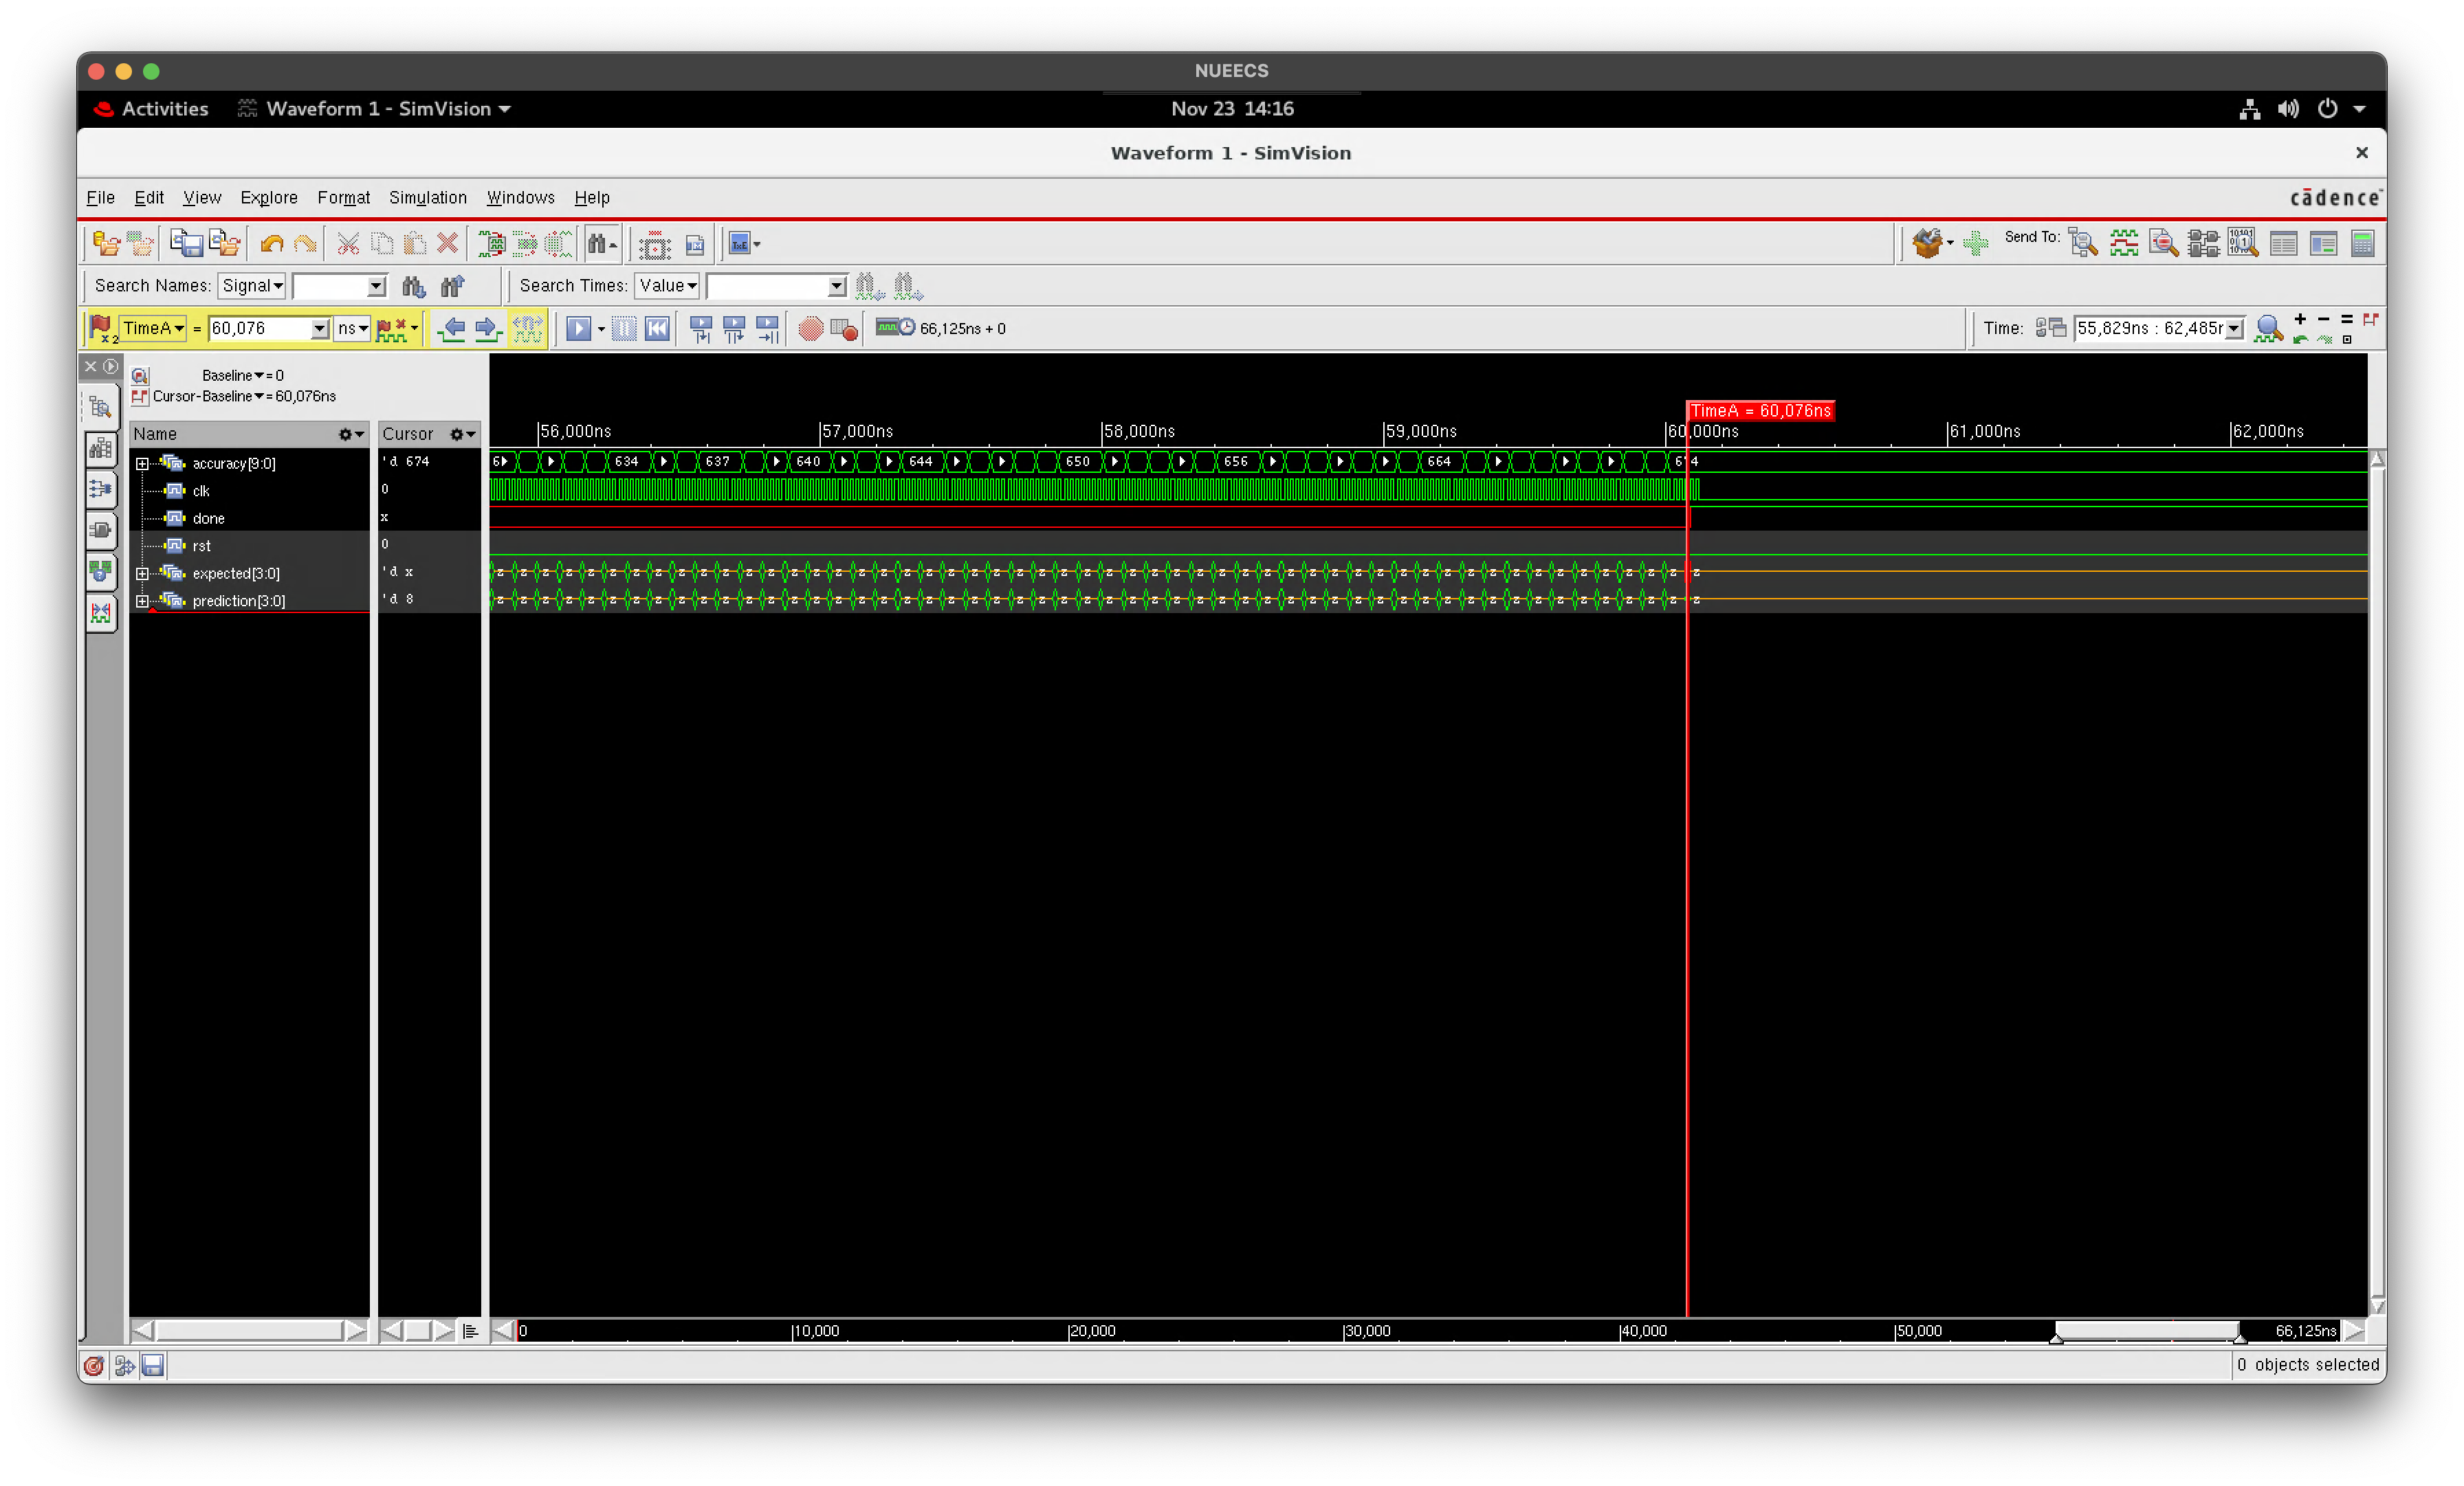 NUEECS
Activities Waveform 1 - SimVision Nov 23 14:16
Waveform 1 - SimVision
File Edit View Explore Format Simulation Windows Help cādence
Send To:
Search Names: Signal Search Times: Value
TimeA = 60,076 ns 66,125ns + 0 Time: 55,829ns : 62,485r
Baseline = 0
Cursor-Baseline = 60,076ns
TimeA = 60,076ns
Name Cursor 56,000ns 57,000ns 58,000ns 59,000ns 60,000ns 61,000ns 62,000ns
accuracy[9:0] 'd 674 6 634 637 640 644 650 656 664
clk 0
done x
rst 0
expected[3:0] 'd x
prediction[3:0] 'd 8
0 10,000 20,000 30,000 40,000 50,000 66,125ns
0 objects selected